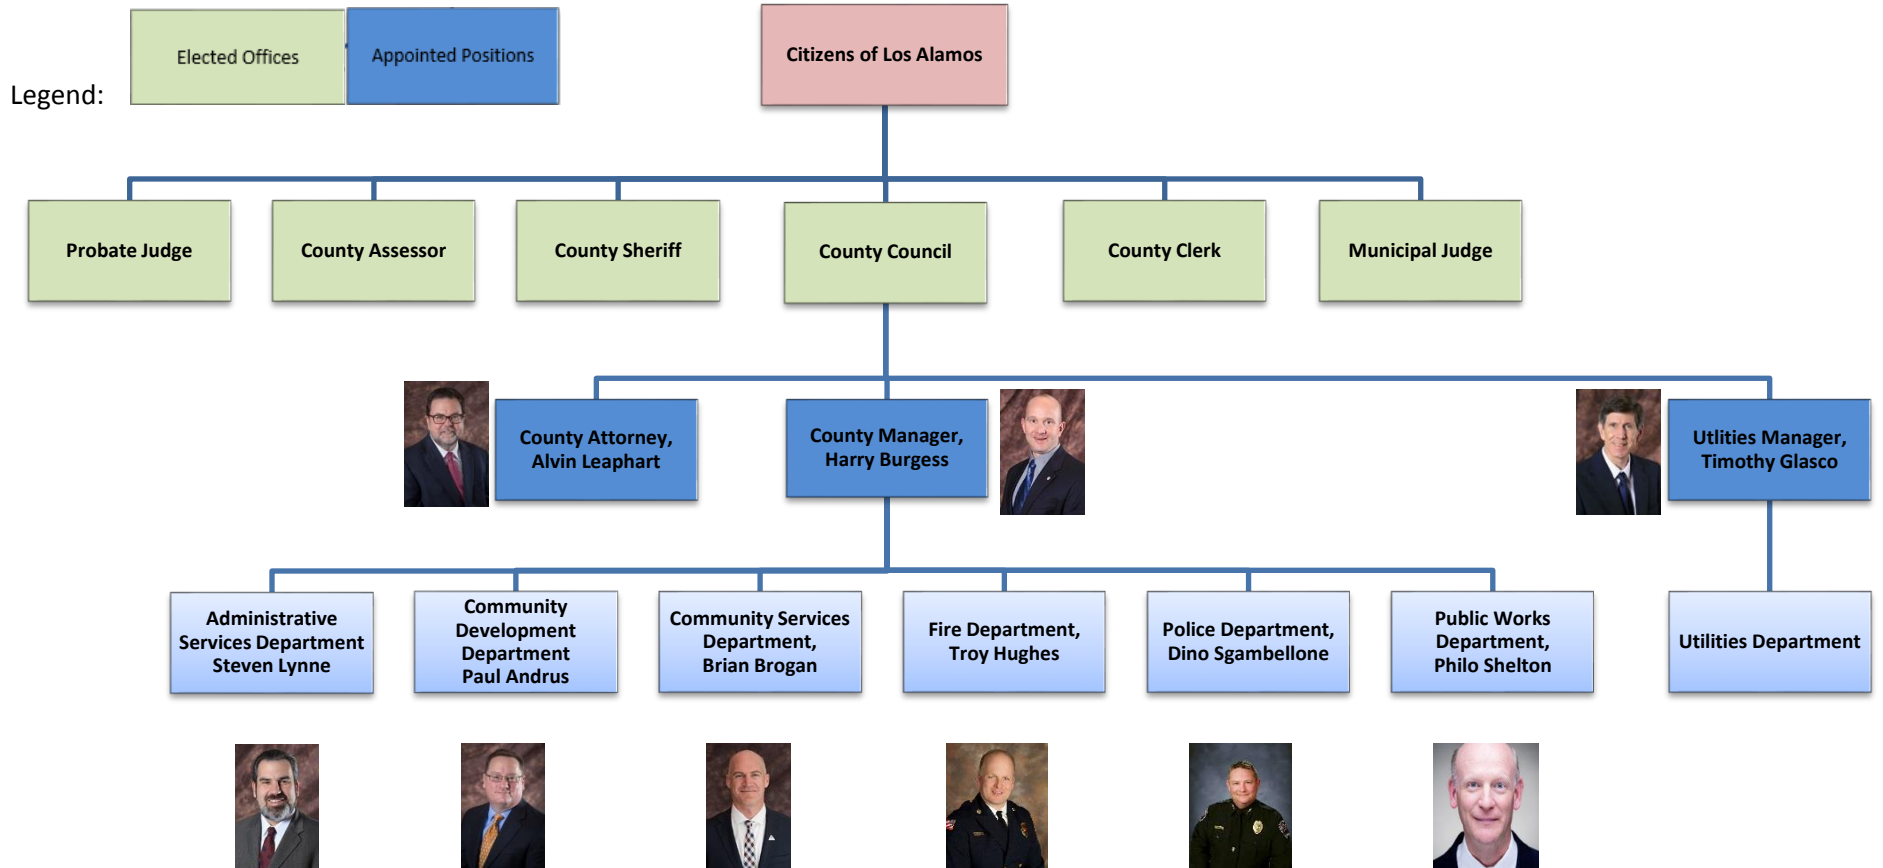 Elected Offices
Appointed Positions
Legend:
Citizens of Los Alamos
Probate Judge
County Assessor
County Sheriff
County Council
County Clerk
Municipal Judge
County Attorney,
Alvin Leaphart
County Manager,
Harry Burgess
Utlities Manager,
Timothy Glasco
Administrative
Services Department
Steven Lynne
Community
Development
Department
Paul Andrus
Community Services
Department,
Brian Brogan
Fire Department,
Troy Hughes
Police Department,
Dino Sgambellone
Public Works
Department,
Philo Shelton
Utilities Department